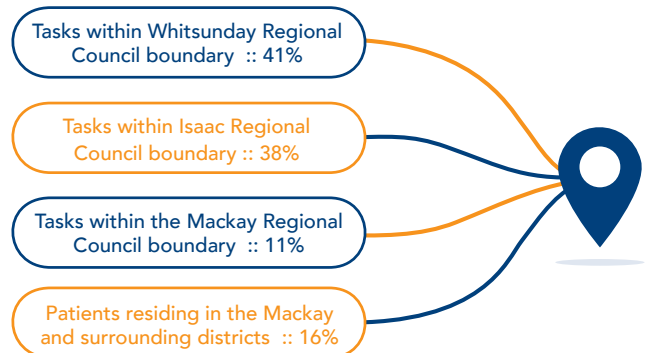 Tasks within Whitsunday Regional
Council boundary :: 41%
Tasks within Isaac Regional
Council boundary :: 38%
Tasks within the Mackay Regional
Council boundary :: 11%
Patients residing in the Mackay
and surrounding districts :: 16%